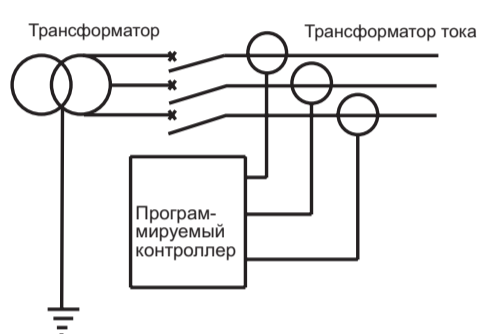 Трансформатор
Трансформатор тока
Програм-
мируемый
контроллер